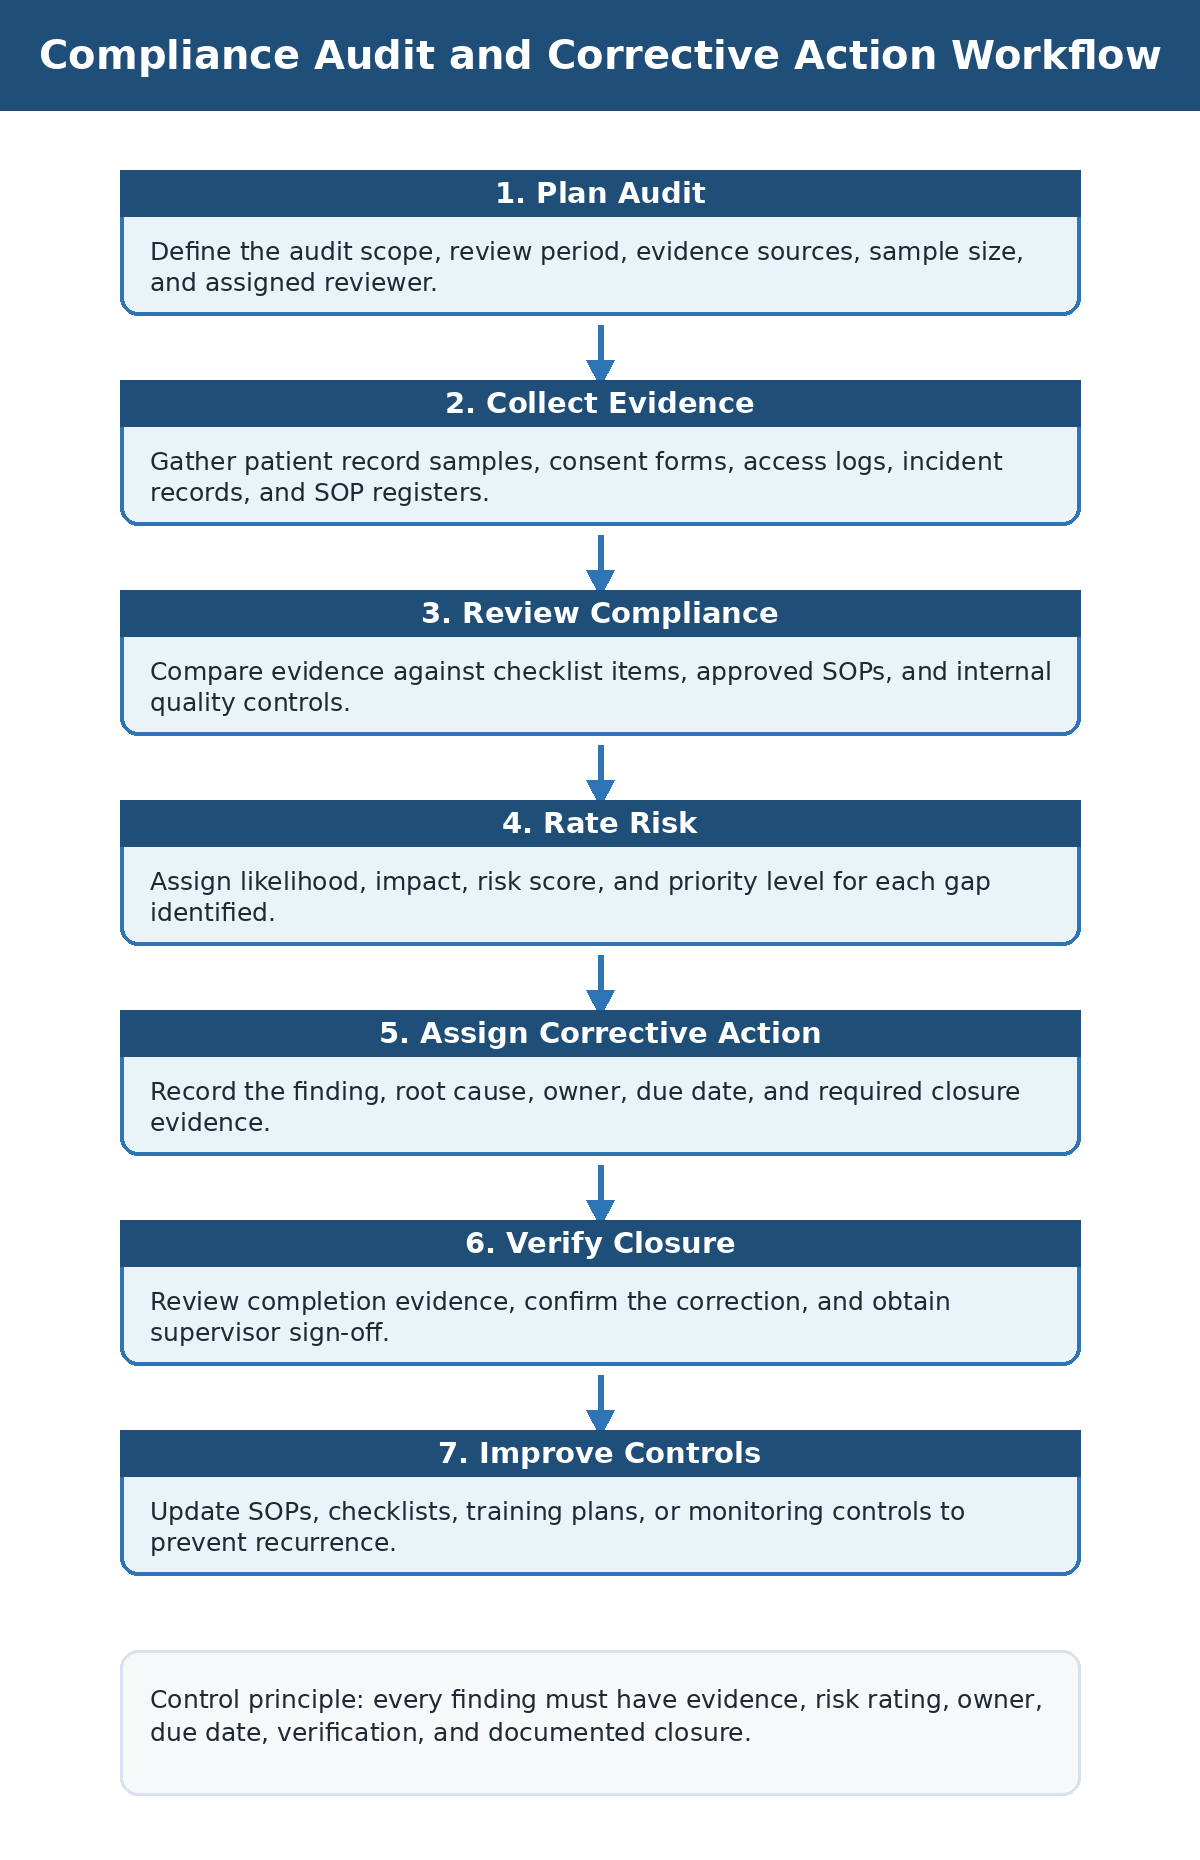 Compliance Audit and Corrective Action Workflow
1. Plan Audit
Define the audit scope, review period, evidence sources, sample size,
and assigned reviewer.
2. Collect Evidence
Gather patient record samples, consent forms, access logs, incident
records, and SOP registers.
3. Review Compliance
Compare evidence against checklist items, approved SOPs, and internal
quality controls.
4. Rate Risk
Assign likelihood, impact, risk score, and priority level for each gap
identified.
5. Assign Corrective Action
Record the finding, root cause, owner, due date, and required closure
evidence.
6. Verify Closure
Review completion evidence, confirm the correction, and obtain
supervisor sign-off.
7. Improve Controls
Update SOPs, checklists, training plans, or monitoring controls to
prevent recurrence.
Control principle: every finding must have evidence, risk rating, owner,
due date, verification, and documented closure.